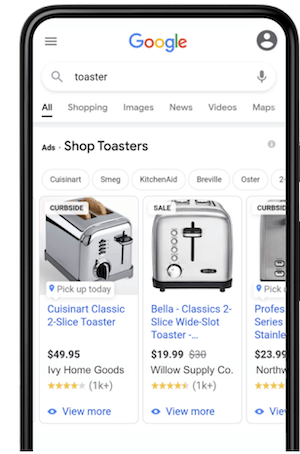 Google
toaster
All Shopping Images News Videos Maps
Ads · Shop Toasters
Cuisinart Smeg KitchenAid Breville Oster 2-
CURBSIDE
Pick up today
Cuisinart Classic
2-Slice Toaster
$49.95
Ivy Home Goods
(1k+)
View more
SALE
Bella - Classics 2-
Slice Wide-Slot
Toaster -...
$19.99 $30
Willow Supply Co.
(1k+)
View more
CURBSI
Pick u
Profes
Series
Stainle
$23.99
Northw
View